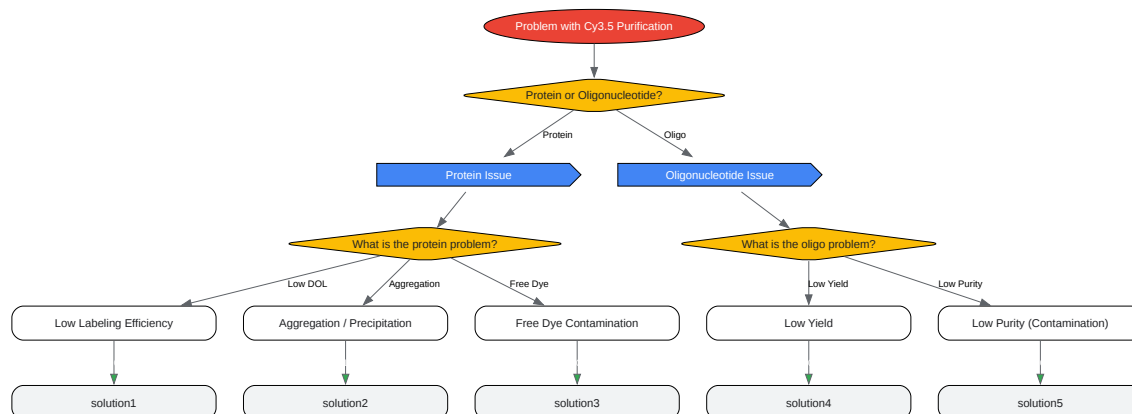 Problem with Cy3.5 Purification
Protein or Oligonucleotide?
Protein
Oligo
Protein Issue
Oligonucleotide Issue
What is the protein problem?
What is the oligo problem?
Low DOL
Aggregation
Free Dye
Low Yield
Low Purity
Low Labeling Efficiency
Aggregation / Precipitation
Free Dye Contamination
Low Yield
Low Purity (Contamination)
solution1
solution2
solution3
solution4
solution5